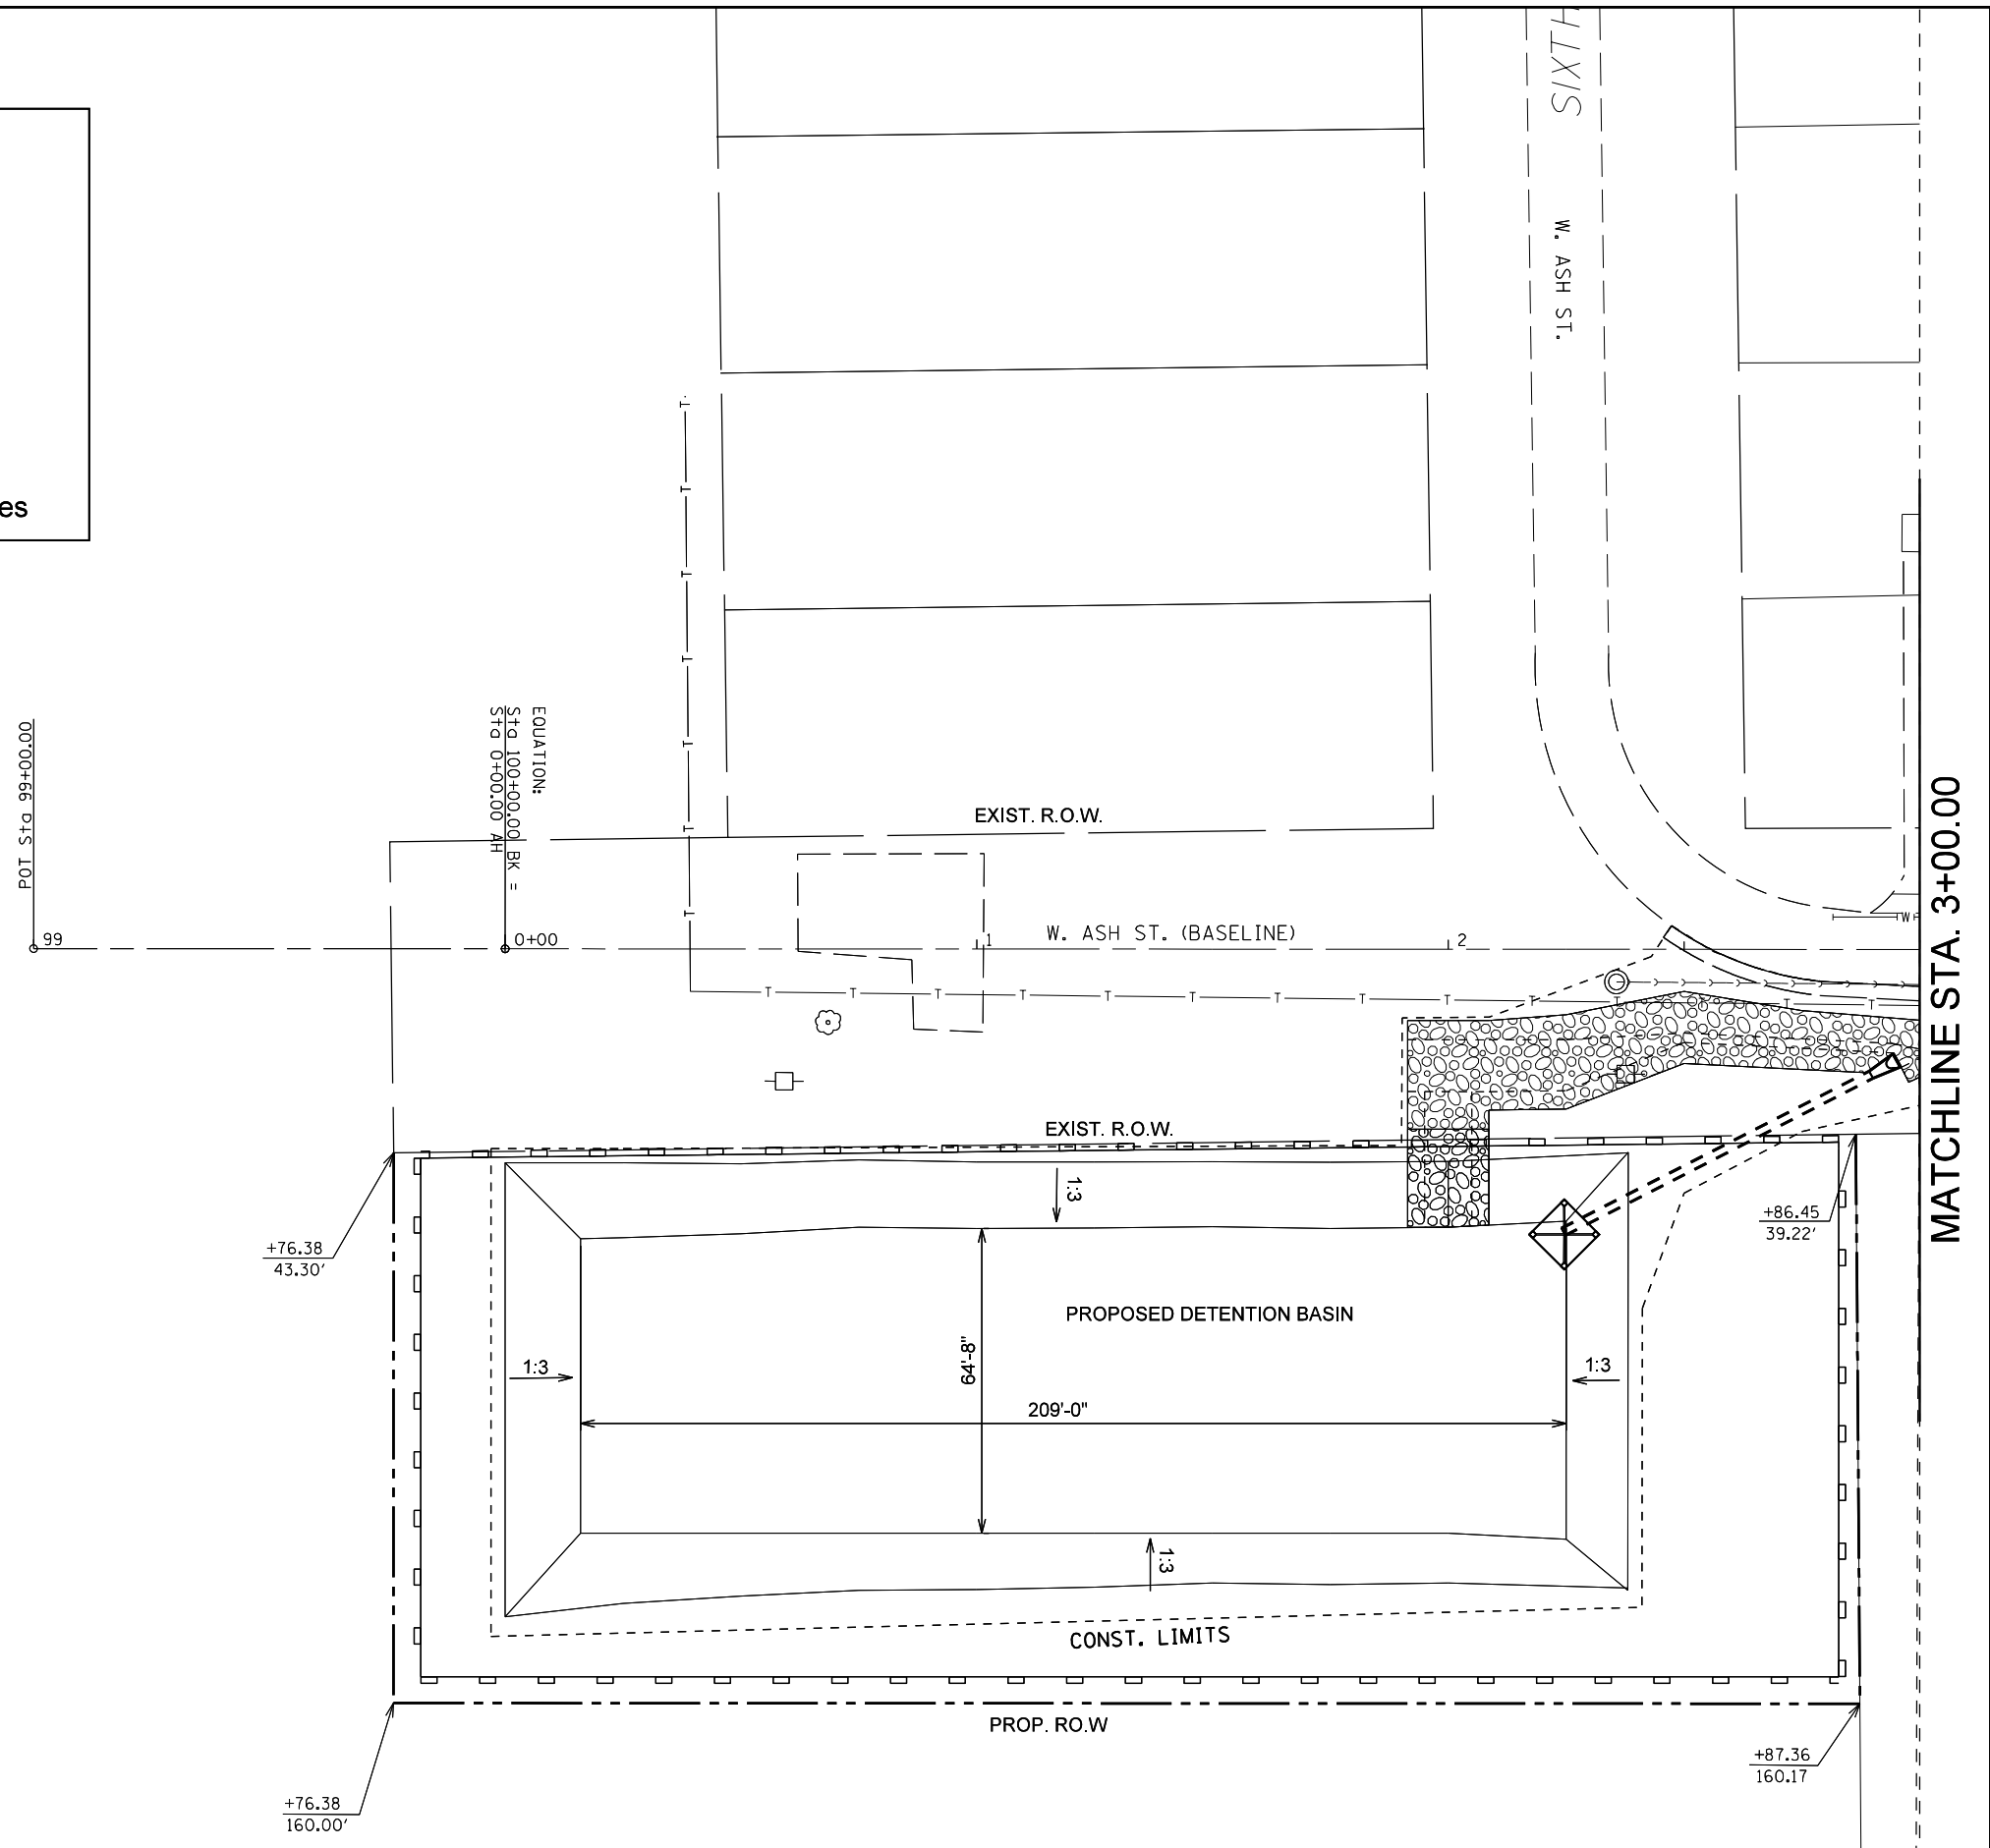 SIXTH
W. ASH ST.
es
POT Sta 99+00.00
EQUATION:
Sta 100+00.00 BK =
Sta 0+00.00 AH
EXIST. R.O.W.
99
0+00
1
W. ASH ST. (BASELINE)
2
W
T T T T T T T
T T T T T T T T T T T T T T
MATCHLINE STA. 3+00.00
EXIST. R.O.W.
1:3
+76.38
43.30'
+86.45
39.22'
PROPOSED DETENTION BASIN
64'-8"
1:3
1:3
209'-0"
1:3
CONST. LIMITS
PROP. RO.W
+87.36
160.17
+76.38
160.00'